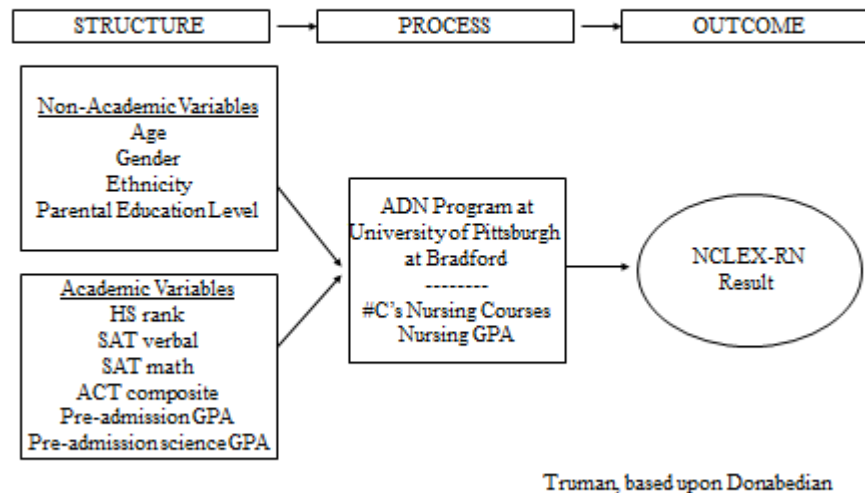 STRUCTURE
PROCESS
OUTCOME
Non-Academic Variables
Age
Gender
Ethnicity
Parental Education Level
Academic Variables
HS rank
SAT verbal
SAT math
ACT composite
Pre-admission GPA
Pre-admission science GPA
ADN Program at
University of Pittsburgh
at Bradford
--------
#C's Nursing Courses
Nursing GPA
NCLEX-RN
Result
Truman, based upon Donabedian